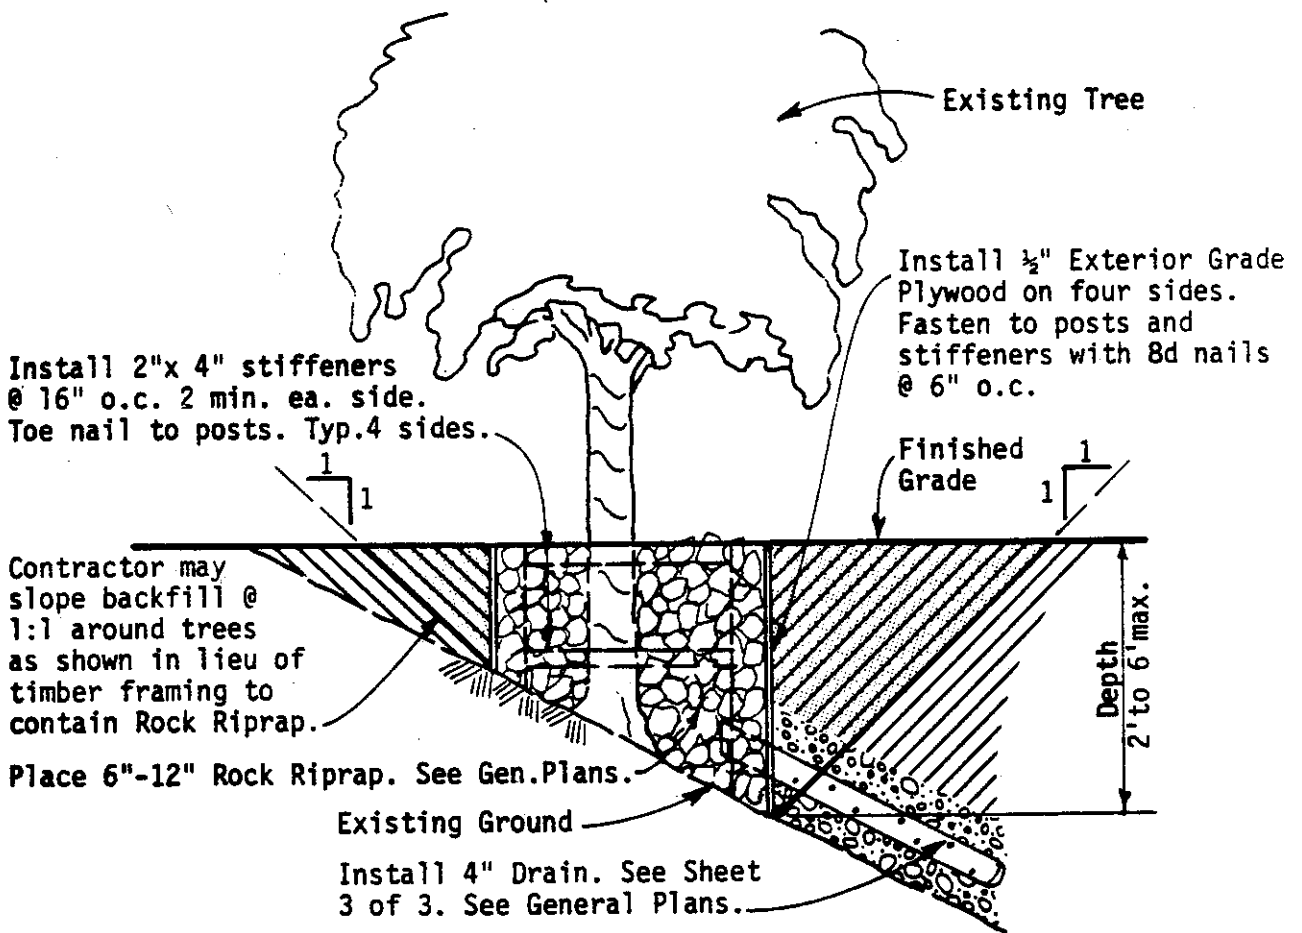 Existing Tree
Install ½" Exterior Grade
Plywood on four sides.
Fasten to posts and
stiffeners with 8d nails
@ 6" o.c.
Install 2"x 4" stiffeners
@ 16" o.c. 2 min. ea. side.
Toe nail to posts. Typ.4 sides.
1
1
Finished
Grade
1
1
Contractor may
slope backfill @
1:1 around trees
as shown in lieu of
timber framing to
contain Rock Riprap.
Depth
2'to 6'max.
Place 6"-12" Rock Riprap. See Gen.Plans.
Existing Ground
Install 4" Drain. See Sheet
3 of 3. See General Plans.